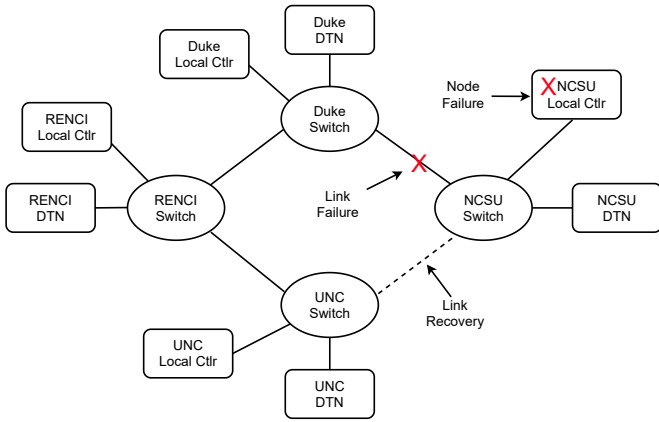 Duke
DTN
Duke
Local Ctlr
Node
Failure
X NCSU
Local Ctlr
RENCI
Local Ctlr
Duke
Switch
X
Link
Failure
RENCI
DTN
RENCI
Switch
NCSU
Switch
NCSU
DTN
UNC
Switch
Link
Recovery
UNC
Local Ctlr
UNC
DTN